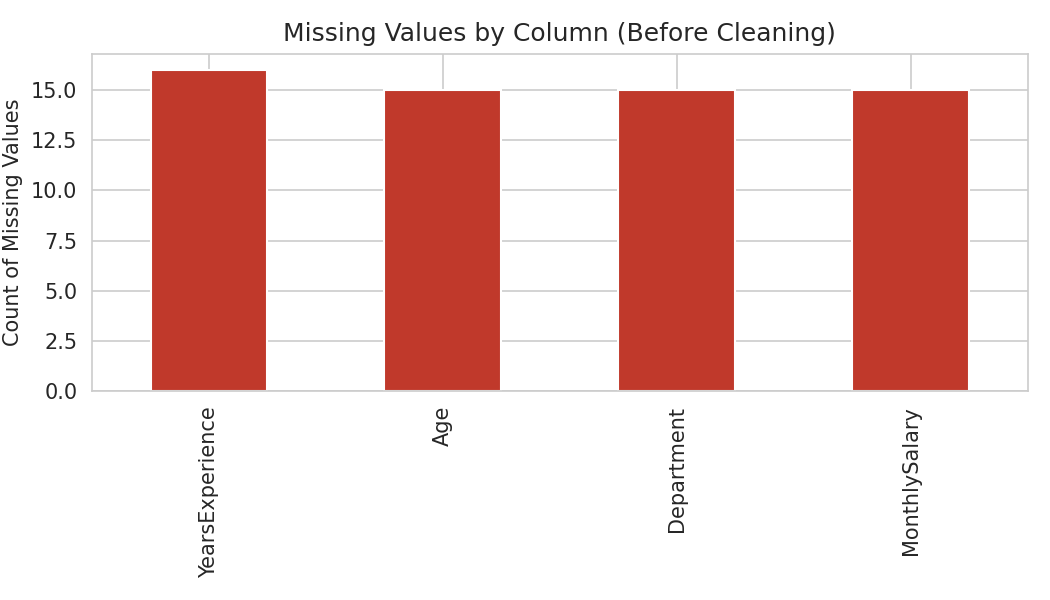 Missing Values by Column (Before Cleaning)
Count of Missing Values
15.0
12.5
10.0
7.5
5.0
2.5
0.0
YearsExperience
Age
Department
MonthlySalary